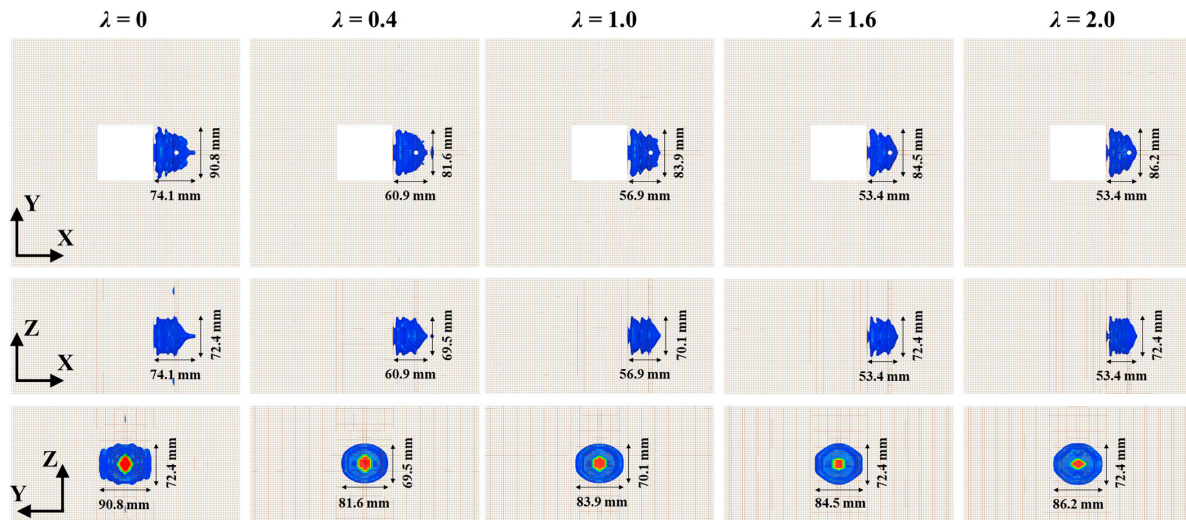 λ = 0 λ = 0.4 λ = 1.0 λ = 1.6 λ = 2.0
90.8 mm 81.6 mm 83.9 mm 84.5 mm 86.2 mm
74.1 mm 60.9 mm 56.9 mm 53.4 mm 53.4 mm
Y
X
Z
72.4 mm 69.5 mm 70.1 mm 72.4 mm 72.4 mm
X
74.1 mm 60.9 mm 56.9 mm 53.4 mm 53.4 mm
Z
72.4 mm 69.5 mm 70.1 mm 72.4 mm 72.4 mm
Y
90.8 mm 81.6 mm 83.9 mm 84.5 mm 86.2 mm